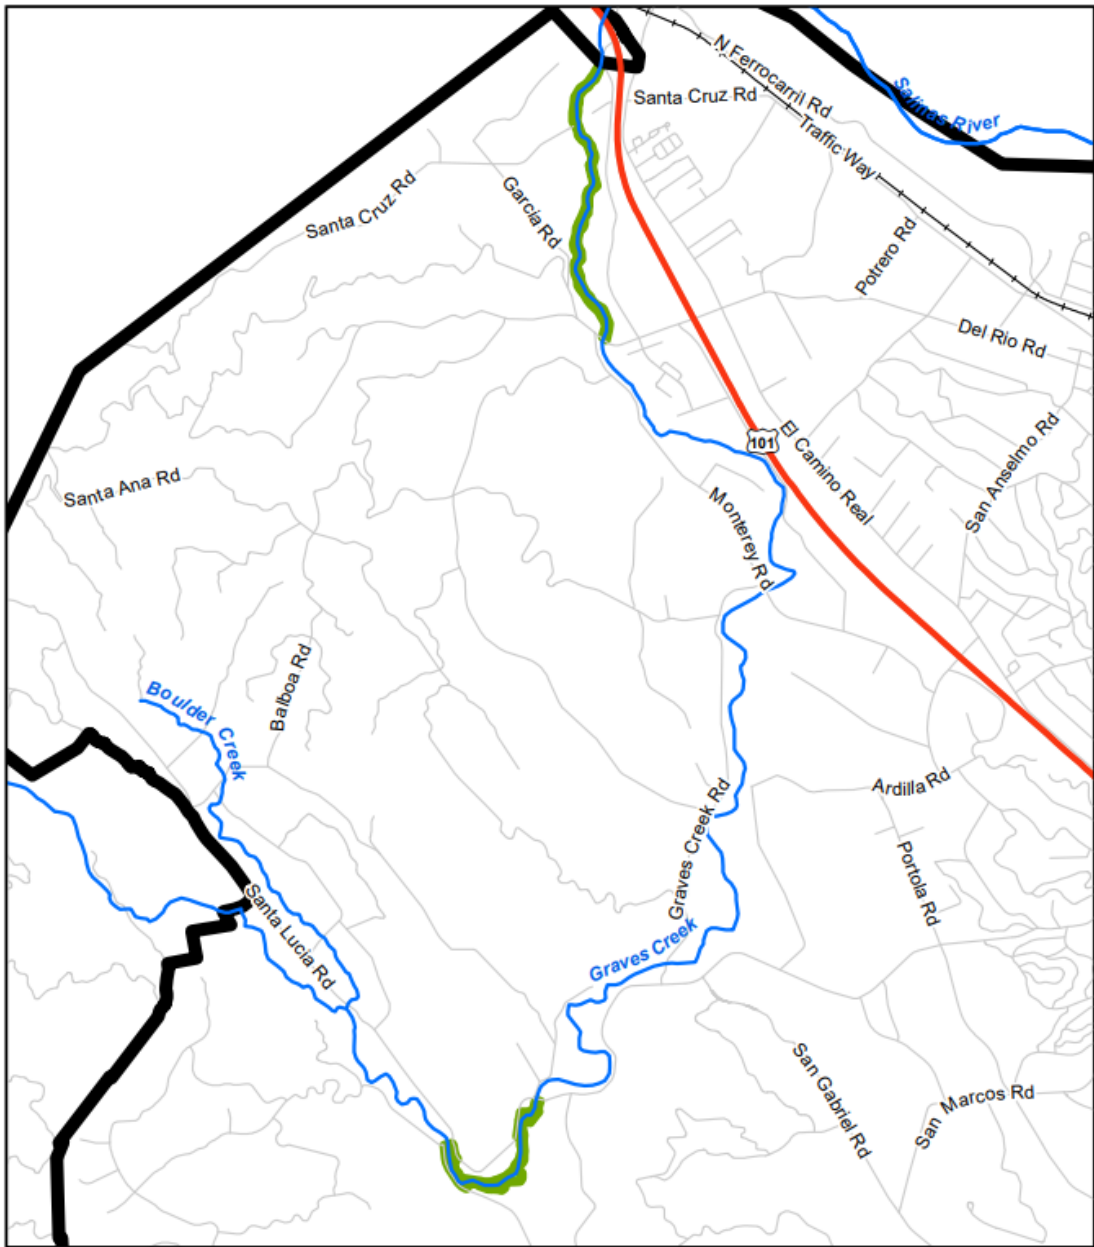 N Ferrocarril Rd
Salinas River
Santa Cruz Rd
Traffic Way
Santa Cruz Rd
Garcia Rd
Potrero Rd
Del Rio Rd
101
El Camino Real
San Anselmo Rd
Santa Ana Rd
Monterey Rd
Balboa Rd
Boulder Creek
Ardilla Rd
Graves Creek Rd
Portola Rd
Santa Lucia Rd
Graves Creek
San Gabriel Rd
San Marcos Rd